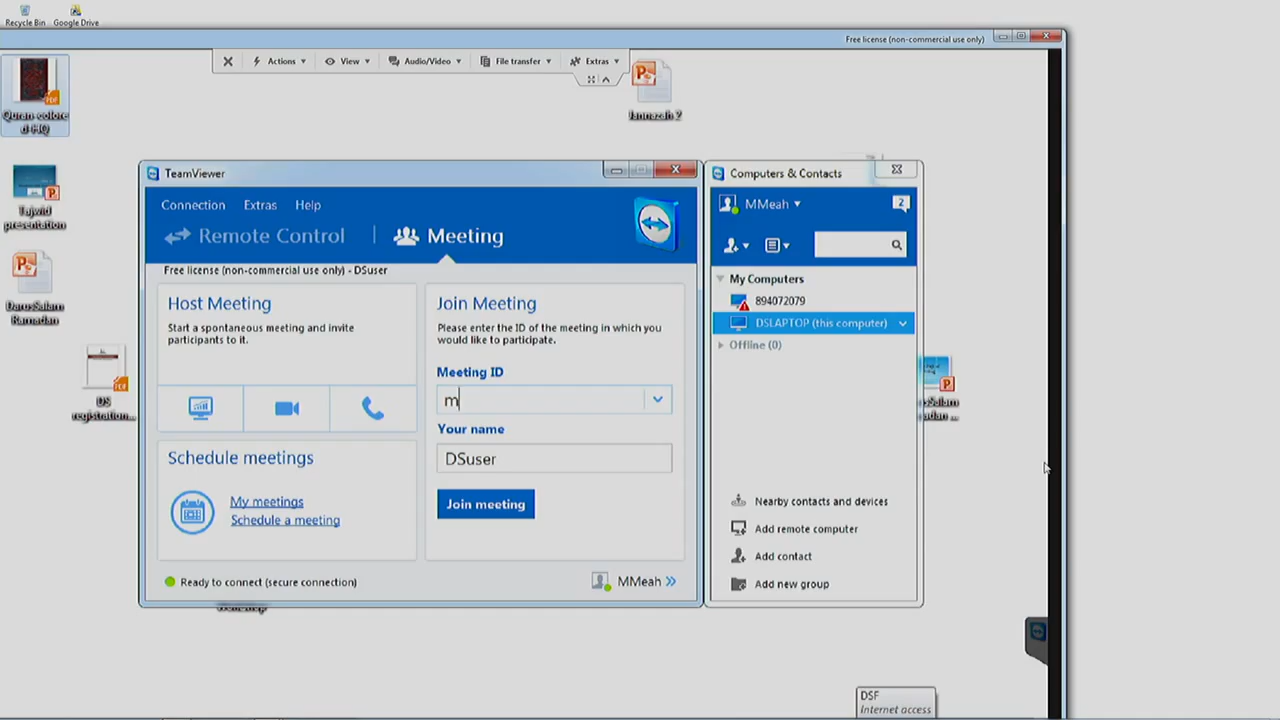 Recycle Bin
Google Drive
Free license (non-commercial use only)
Actions
View
Audio/Video
File transfer
Extras
Quran colore
d HQ
Jannazah 2
Tajwid
presentation
DarusSalam
Ramadan
DS
registration...
TeamViewer
Connection
Extras
Help
Remote Control
Meeting
Free license (non-commercial use only) - DSuser
Host Meeting
Start a spontaneous meeting and invite
participants to it.
Schedule meetings
My meetings
Schedule a meeting
Join Meeting
Please enter the ID of the meeting in which you
would like to participate.
Meeting ID
m
Your name
DSuser
Join meeting
Ready to connect (secure connection)
MMeah
Computers & Contacts
MMeah
2
My Computers
894072079
DSLAPTOP (this computer)
Offline (0)
Nearby contacts and devices
Add remote computer
Add contact
Add new group
DSF
Internet access